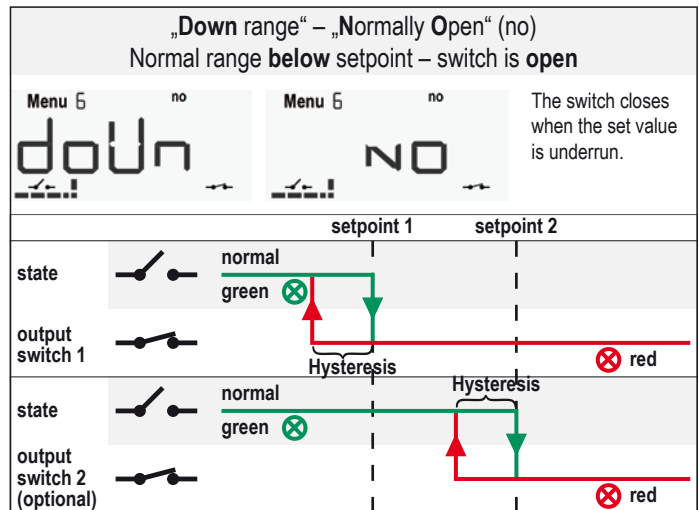 „Down range“ – „Normally Open“ (no)
Normal range below setpoint – switch is open
Menu 6 no
doUn
Menu 6 no
NO
The switch closes
when the set value
is underrun.
setpoint 1 setpoint 2
state
normal
green
output
switch 1
Hysteresis
red
state
normal
green
Hysteresis
output
switch 2
(optional)
red